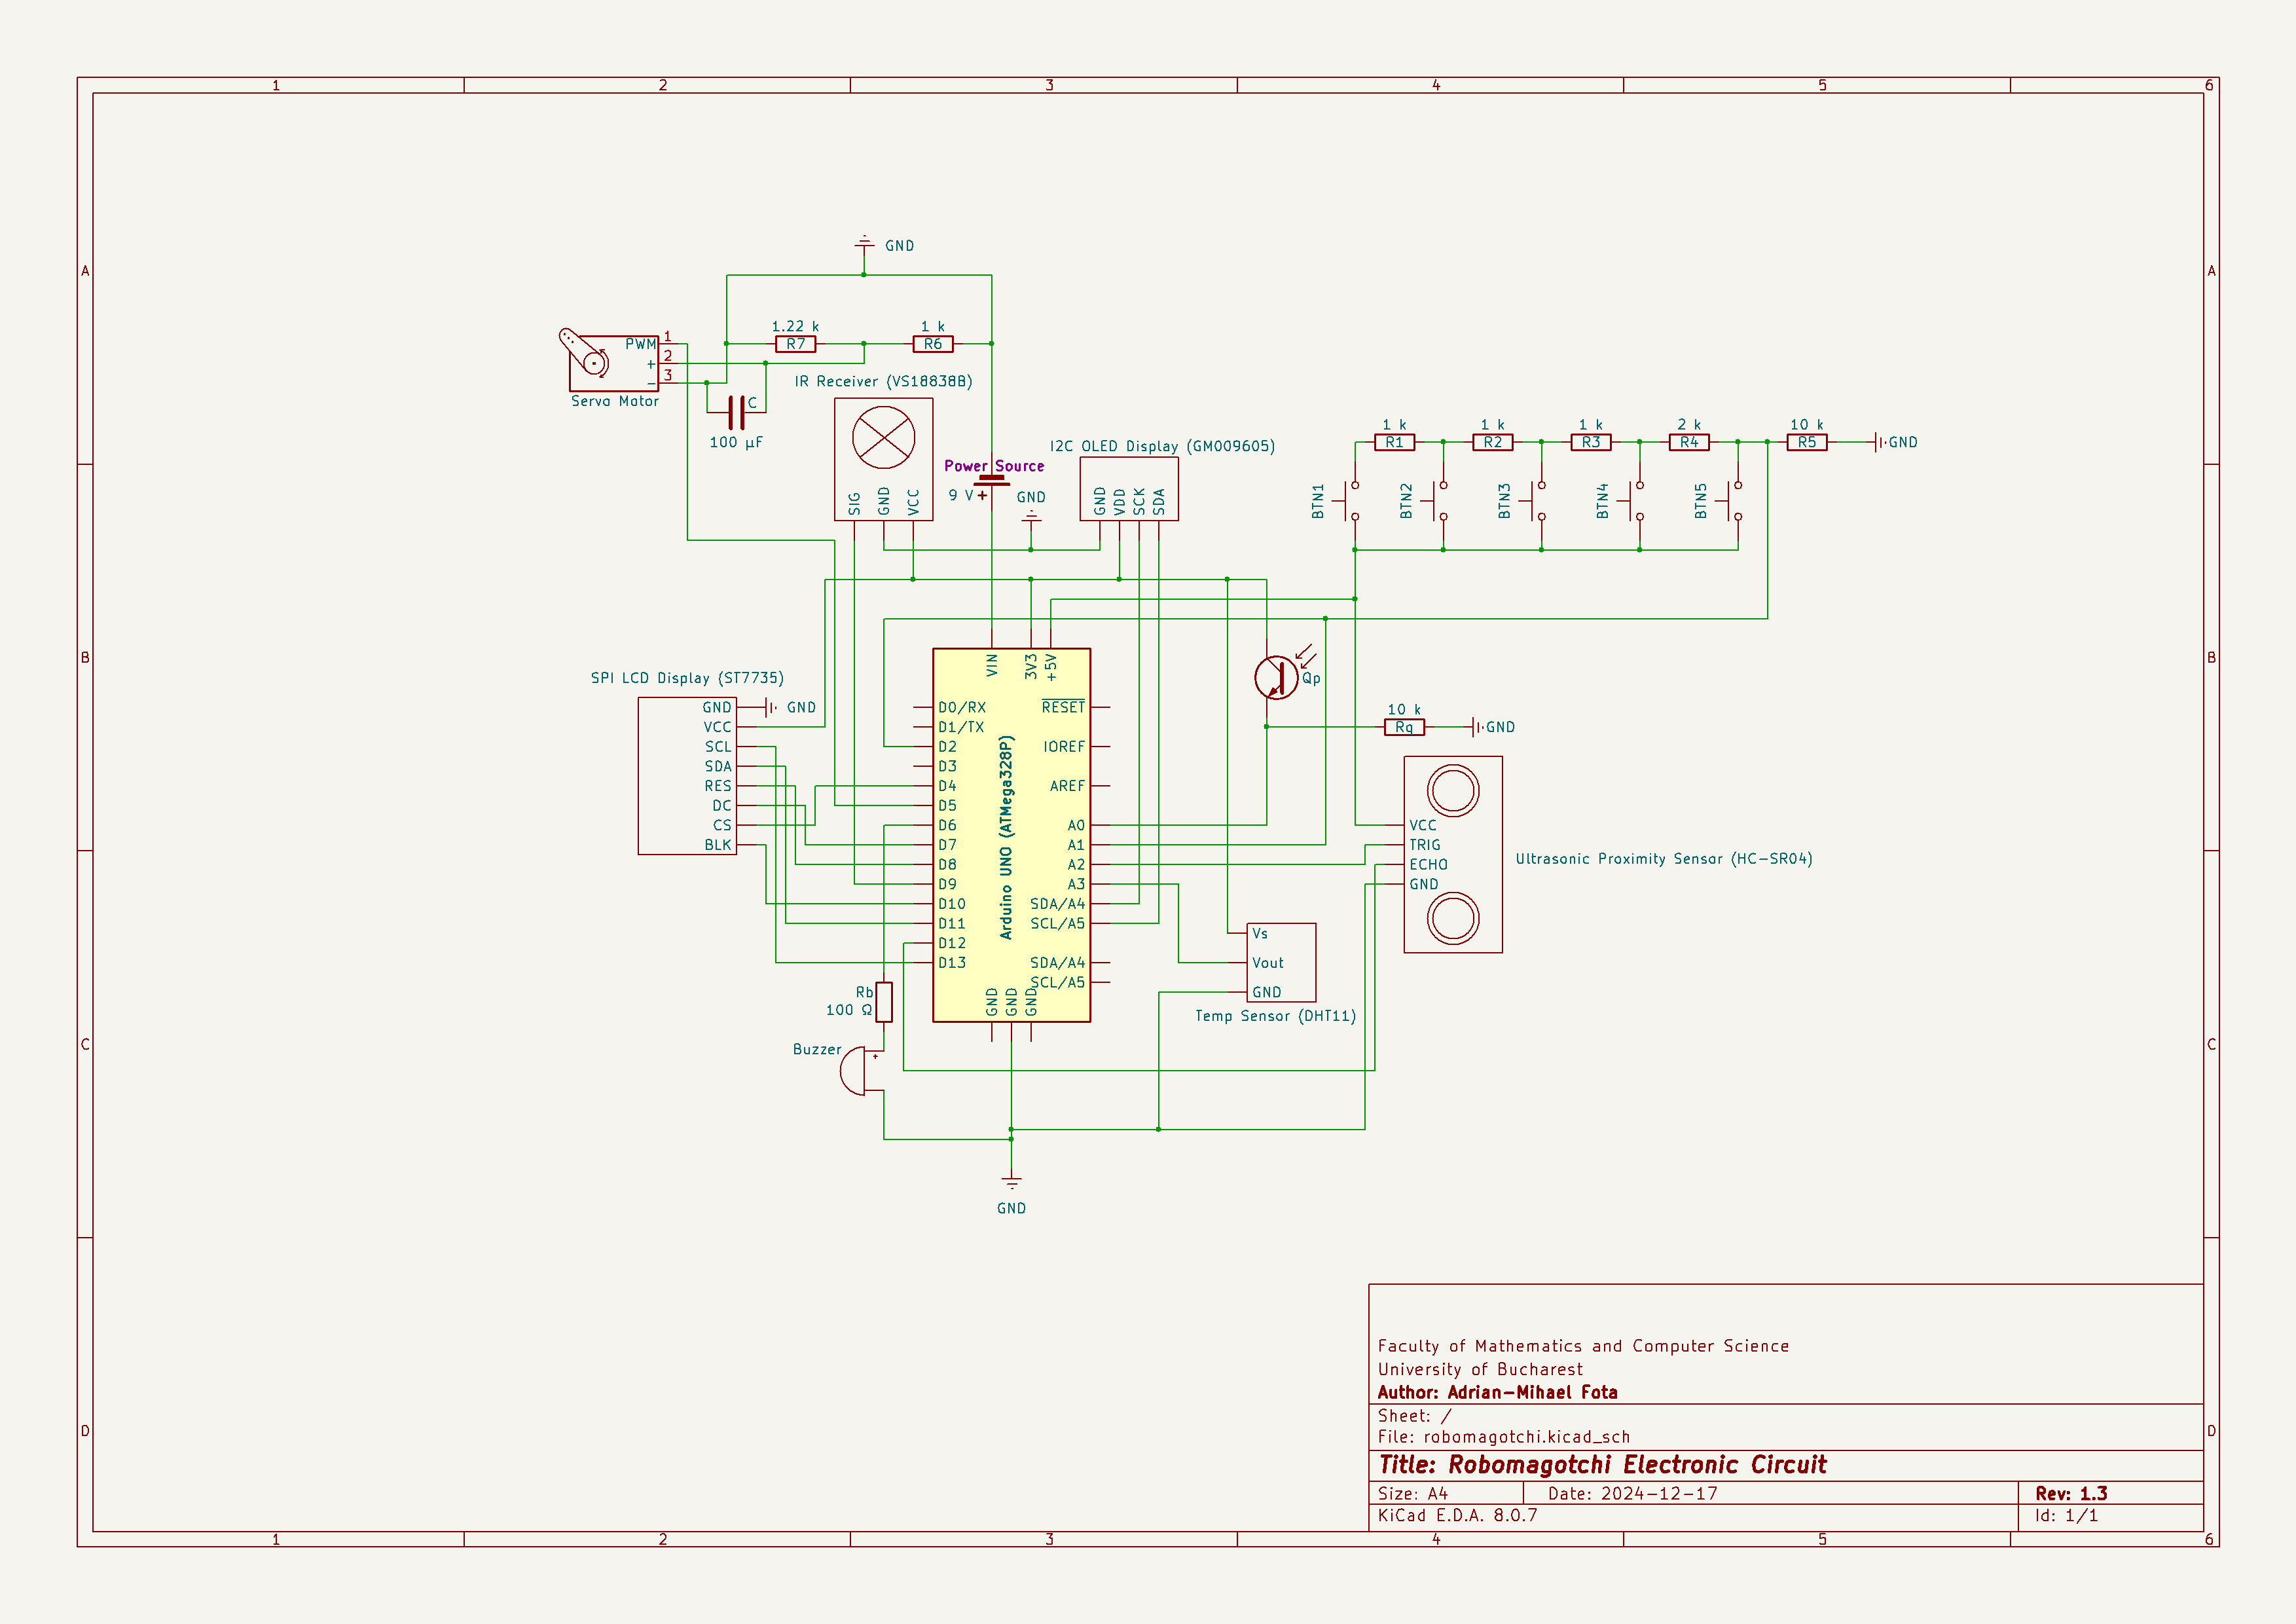 1 2 3 4 5 6
A A
B B
C C
D D
GND
1.22 k 1 k
R7 R6
PWM 1
+ 2
− 3
Servo Motor
C
100 µF
IR Receiver (VS18838B)
SIG GND VCC
Power Source
9 V +
GND
I2C OLED Display (GM009605)
GND VDD SCK SDA
1 k 1 k 1 k 2 k 10 k
R1 R2 R3 R4 R5 GND
BTN1 BTN2 BTN3 BTN4 BTN5
SPI LCD Display (ST7735)
GND GND
VCC
SCL
SDA
RES
DC
CS
BLK
VIN 3V3 +5V
D0/RX
D1/TX
D2
D3
D4
D5
D6
D7
D8
D9
D10
D11
D12
D13
Arduino UNO (ATMega328P)
RESET
IOREF
AREF
A0
A1
A2
A3
SDA/A4
SCL/A5
SDA/A4
SCL/A5
GND GND GND
Qp
10 k
Rq GND
VCC
TRIG
ECHO
GND
Ultrasonic Proximity Sensor (HC-SR04)
Vs
Vout
GND
Temp Sensor (DHT11)
Rb
100 Ω
Buzzer
+
GND
Faculty of Mathematics and Computer Science
University of Bucharest
Author: Adrian-Mihael Fota
Sheet: /
File: robomagotchi.kicad_sch
Title: Robomagotchi Electronic Circuit
Size: A4 Date: 2024-12-17 Rev: 1.3
KiCad E.D.A. 8.0.7 Id: 1/1
1 2 3 4 5 6